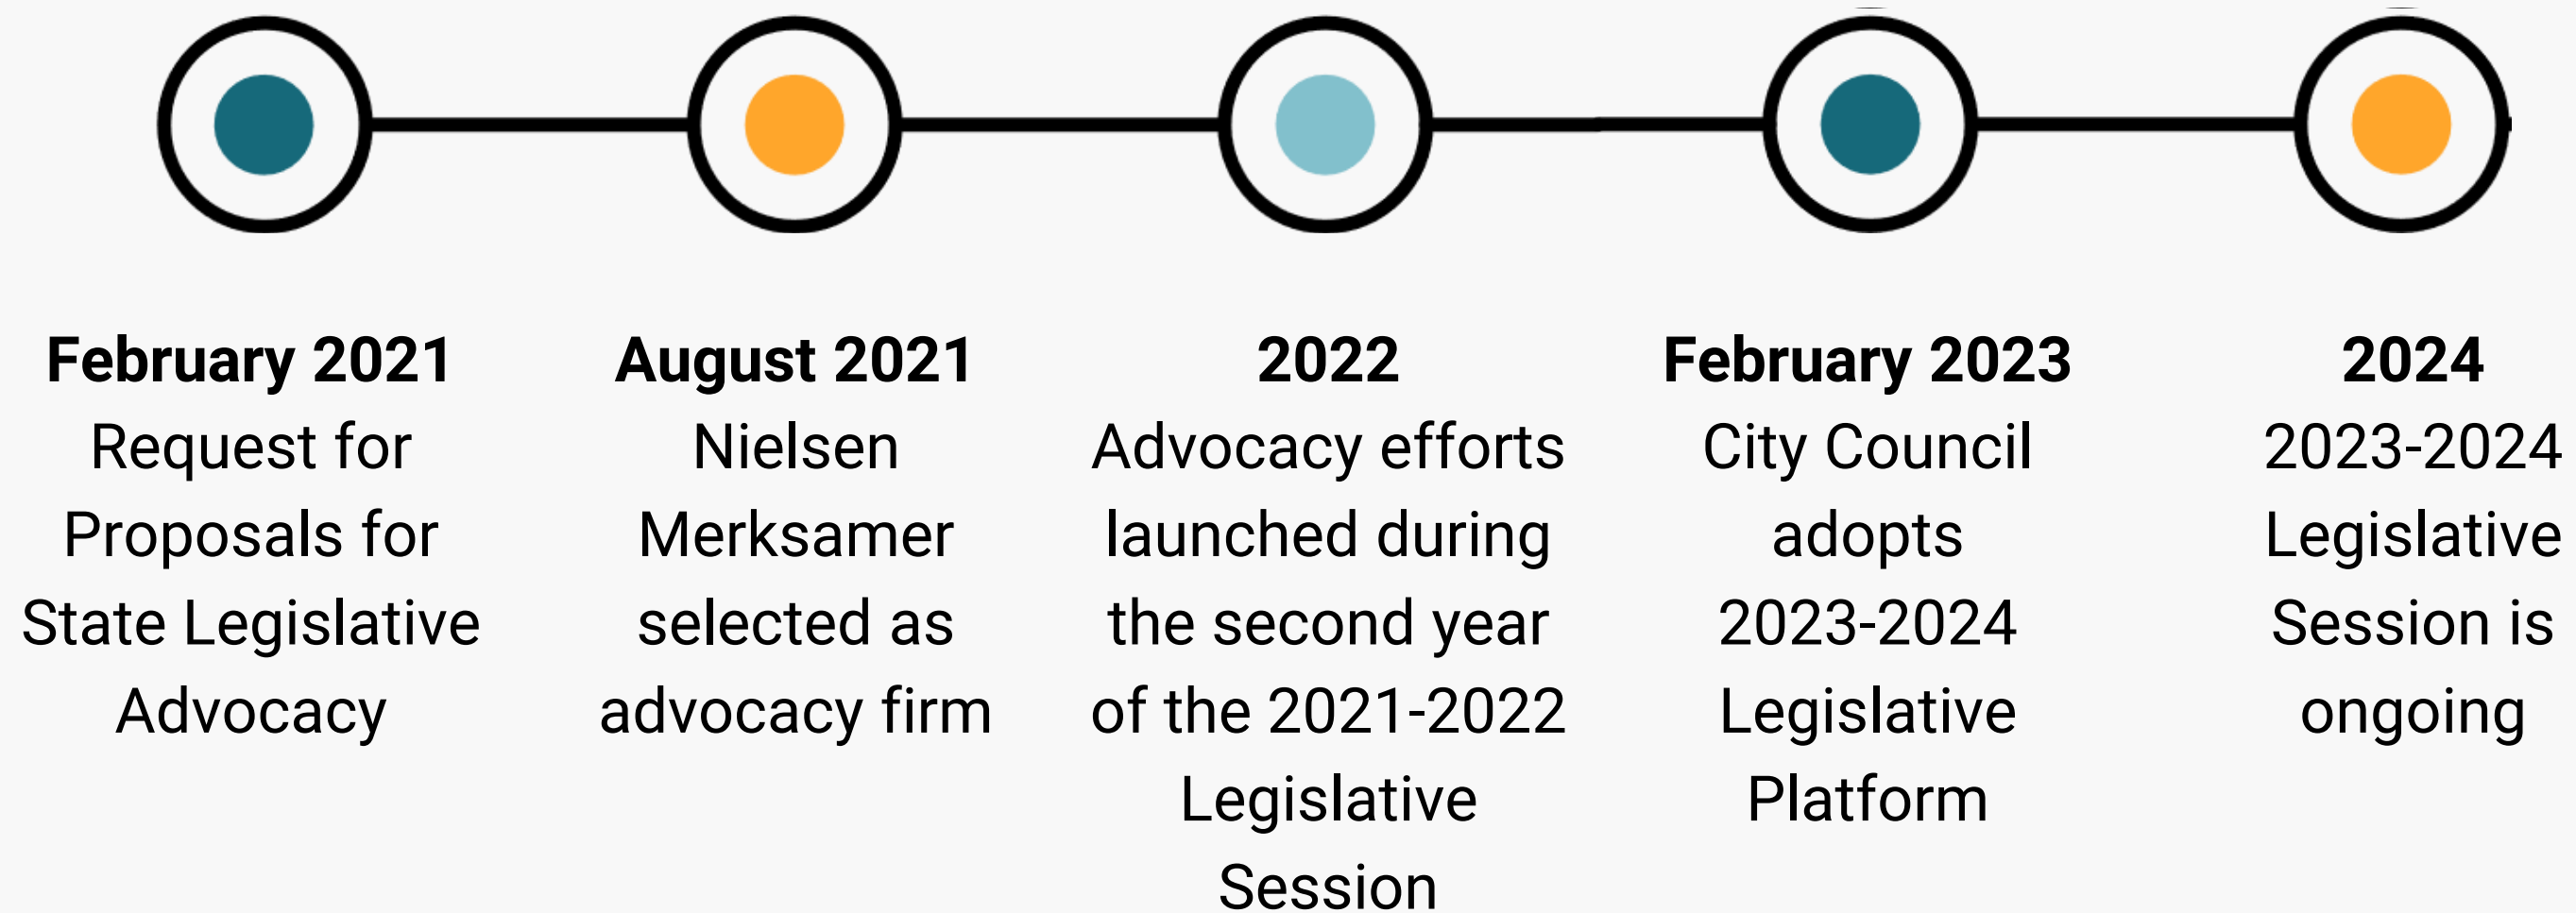 February 2021
Request for
Proposals for
State Legislative
Advocacy
August 2021
Nielsen
Merksamer
selected as
advocacy firm
2022
Advocacy efforts
launched during
the second year
of the 2021-2022
Legislative
Session
February 2023
City Council
adopts
2023-2024
Legislative
Platform
2024
2023-2024
Legislative
Session is
ongoing